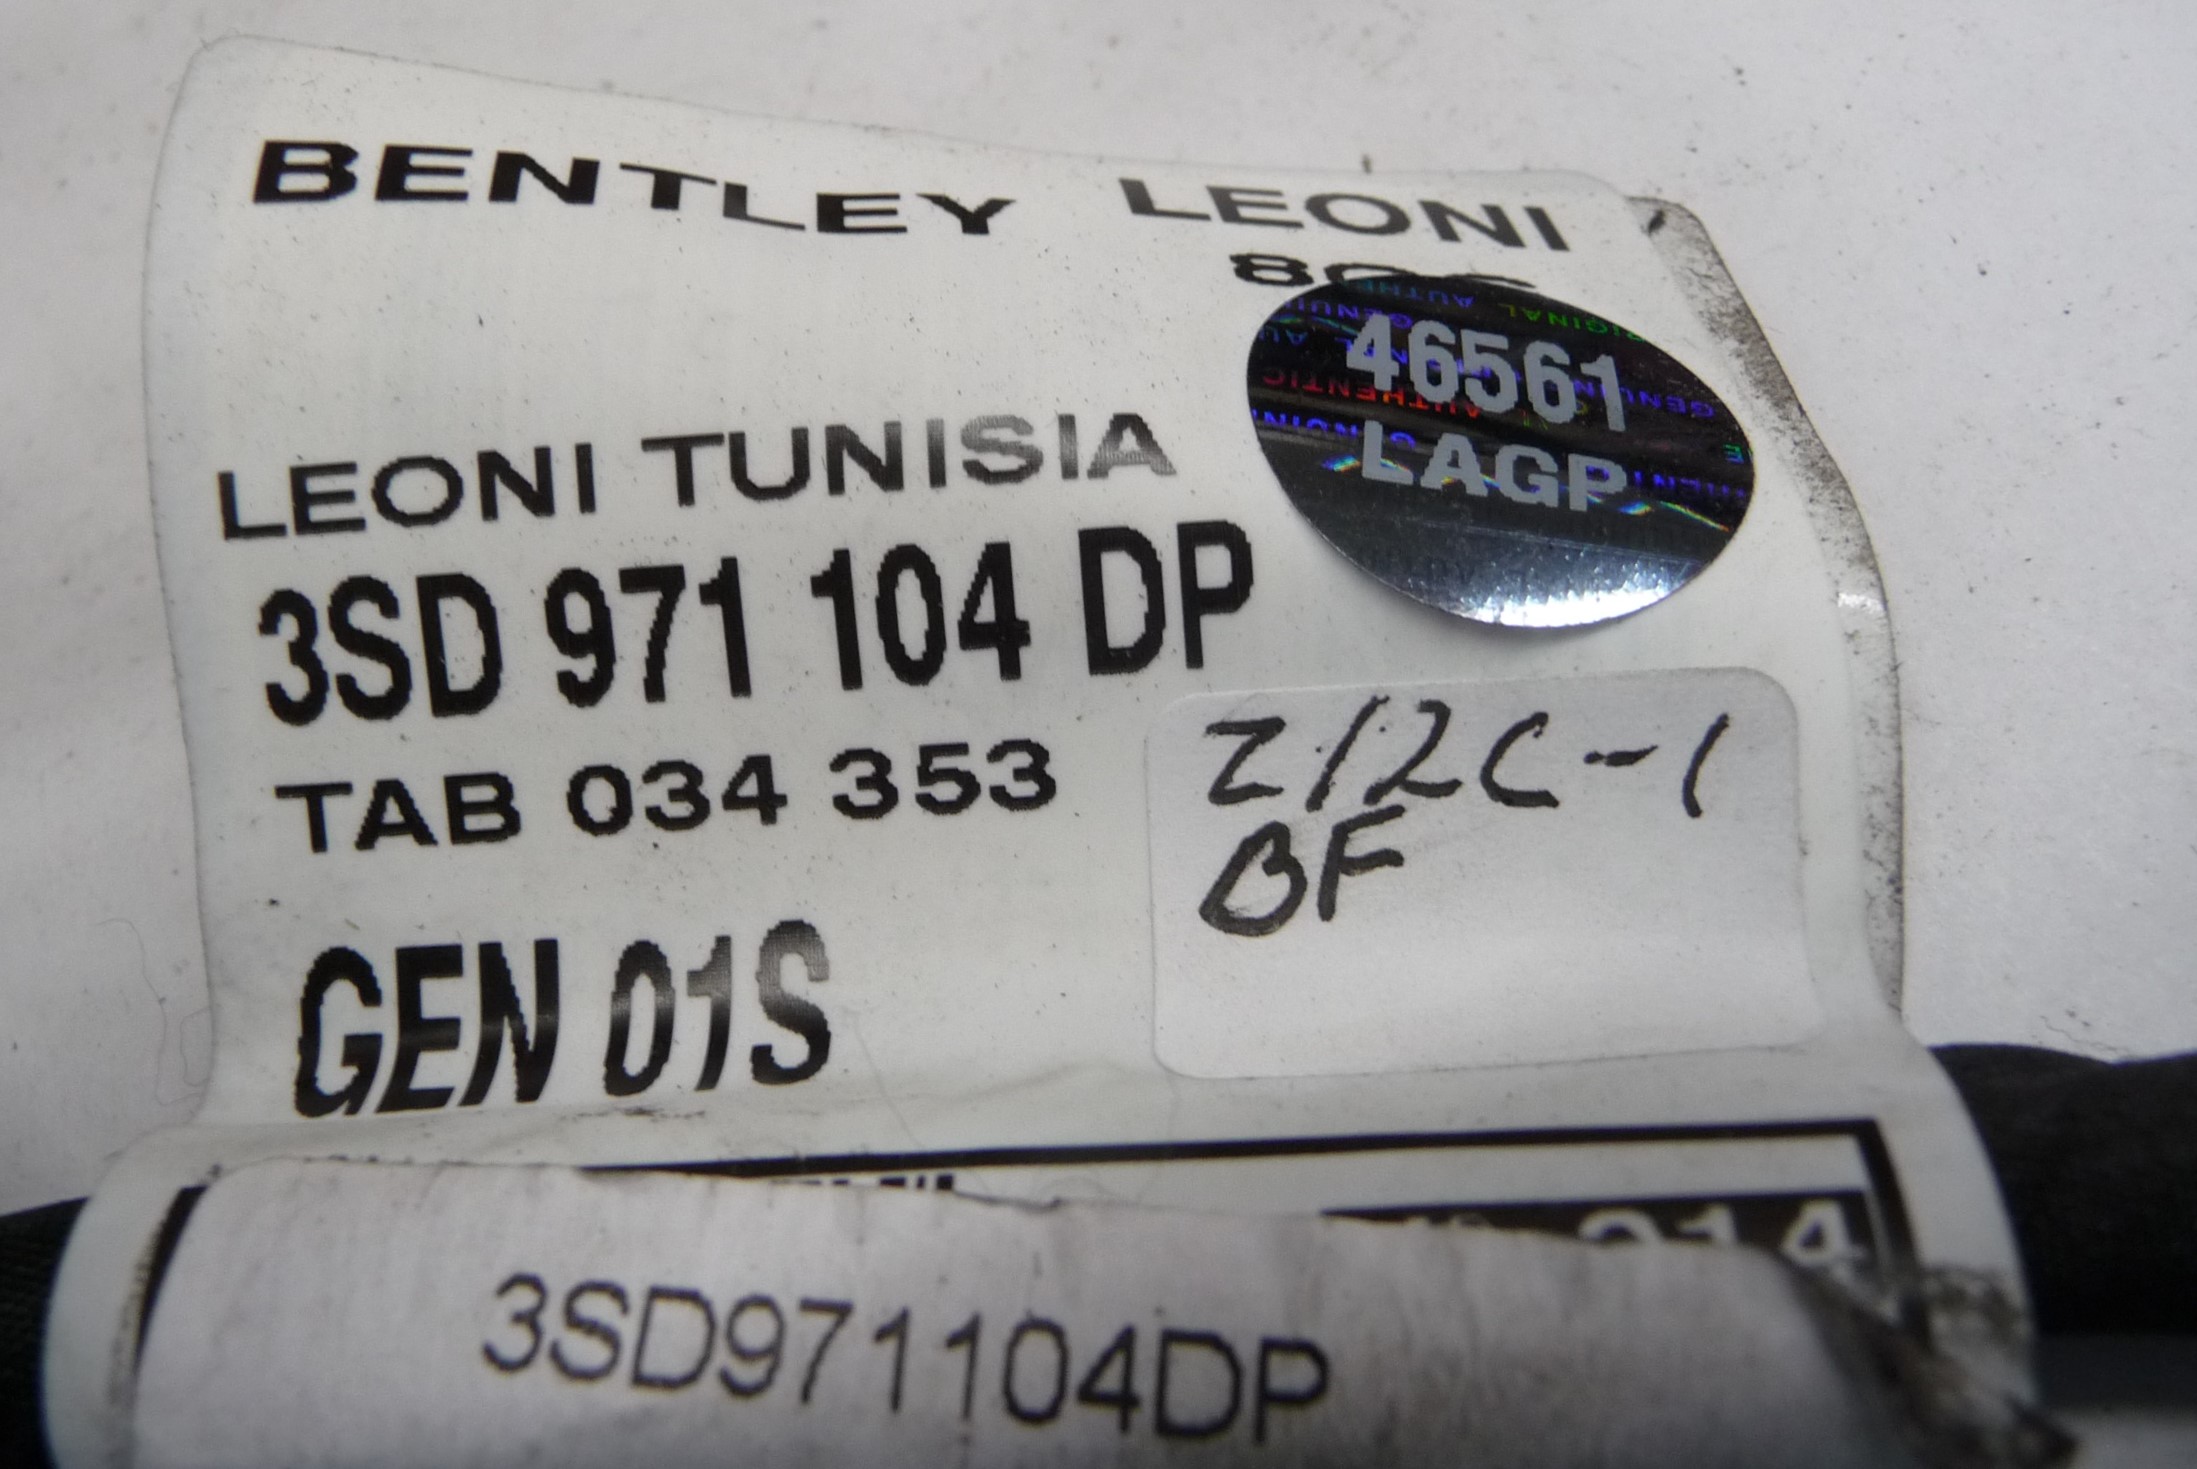 BENTLEY LEONI
46561
LAGP
LEONI TUNISIA
3SD 971 104 DP
TAB 034 353
Z12C-1
BF
GEN 01S
214
3SD971104DP